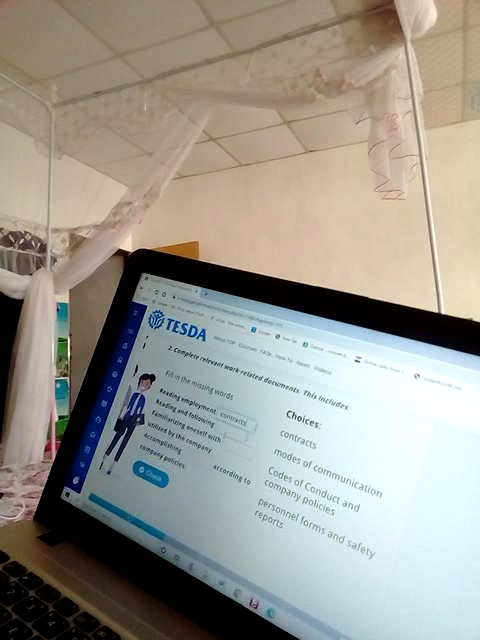 TESDA
About TOP Courses FAQs How To News Videos
2. Complete relevant work-related documents. This includes:
Fill in the missing words
Reading employment contracts
Reading and following
Familiarizing oneself with
utilized by the company
Accomplishing according to
company policies
Check
Choices:
contracts
modes of communication
Codes of Conduct and
company policies
personnel forms and safety
reports